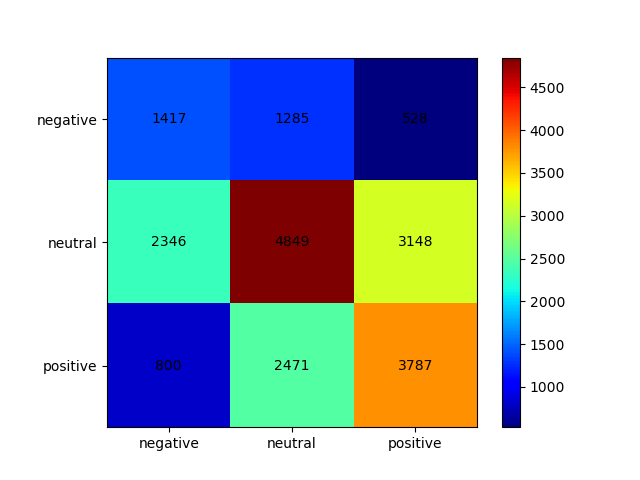 negative 1417 1285 528
neutral 2346 4849 3148
positive 800 2471 3787
negative neutral positive
4500
4000
3500
3000
2500
2000
1500
1000